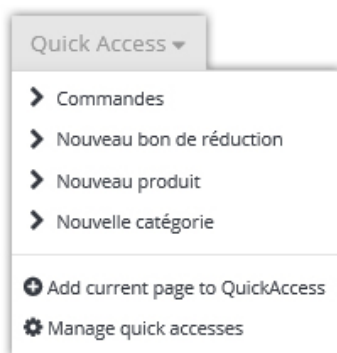 Quick Access
Commandes
Nouveau bon de réduction
Nouveau produit
Nouvelle catégorie
Add current page to QuickAccess
Manage quick accesses